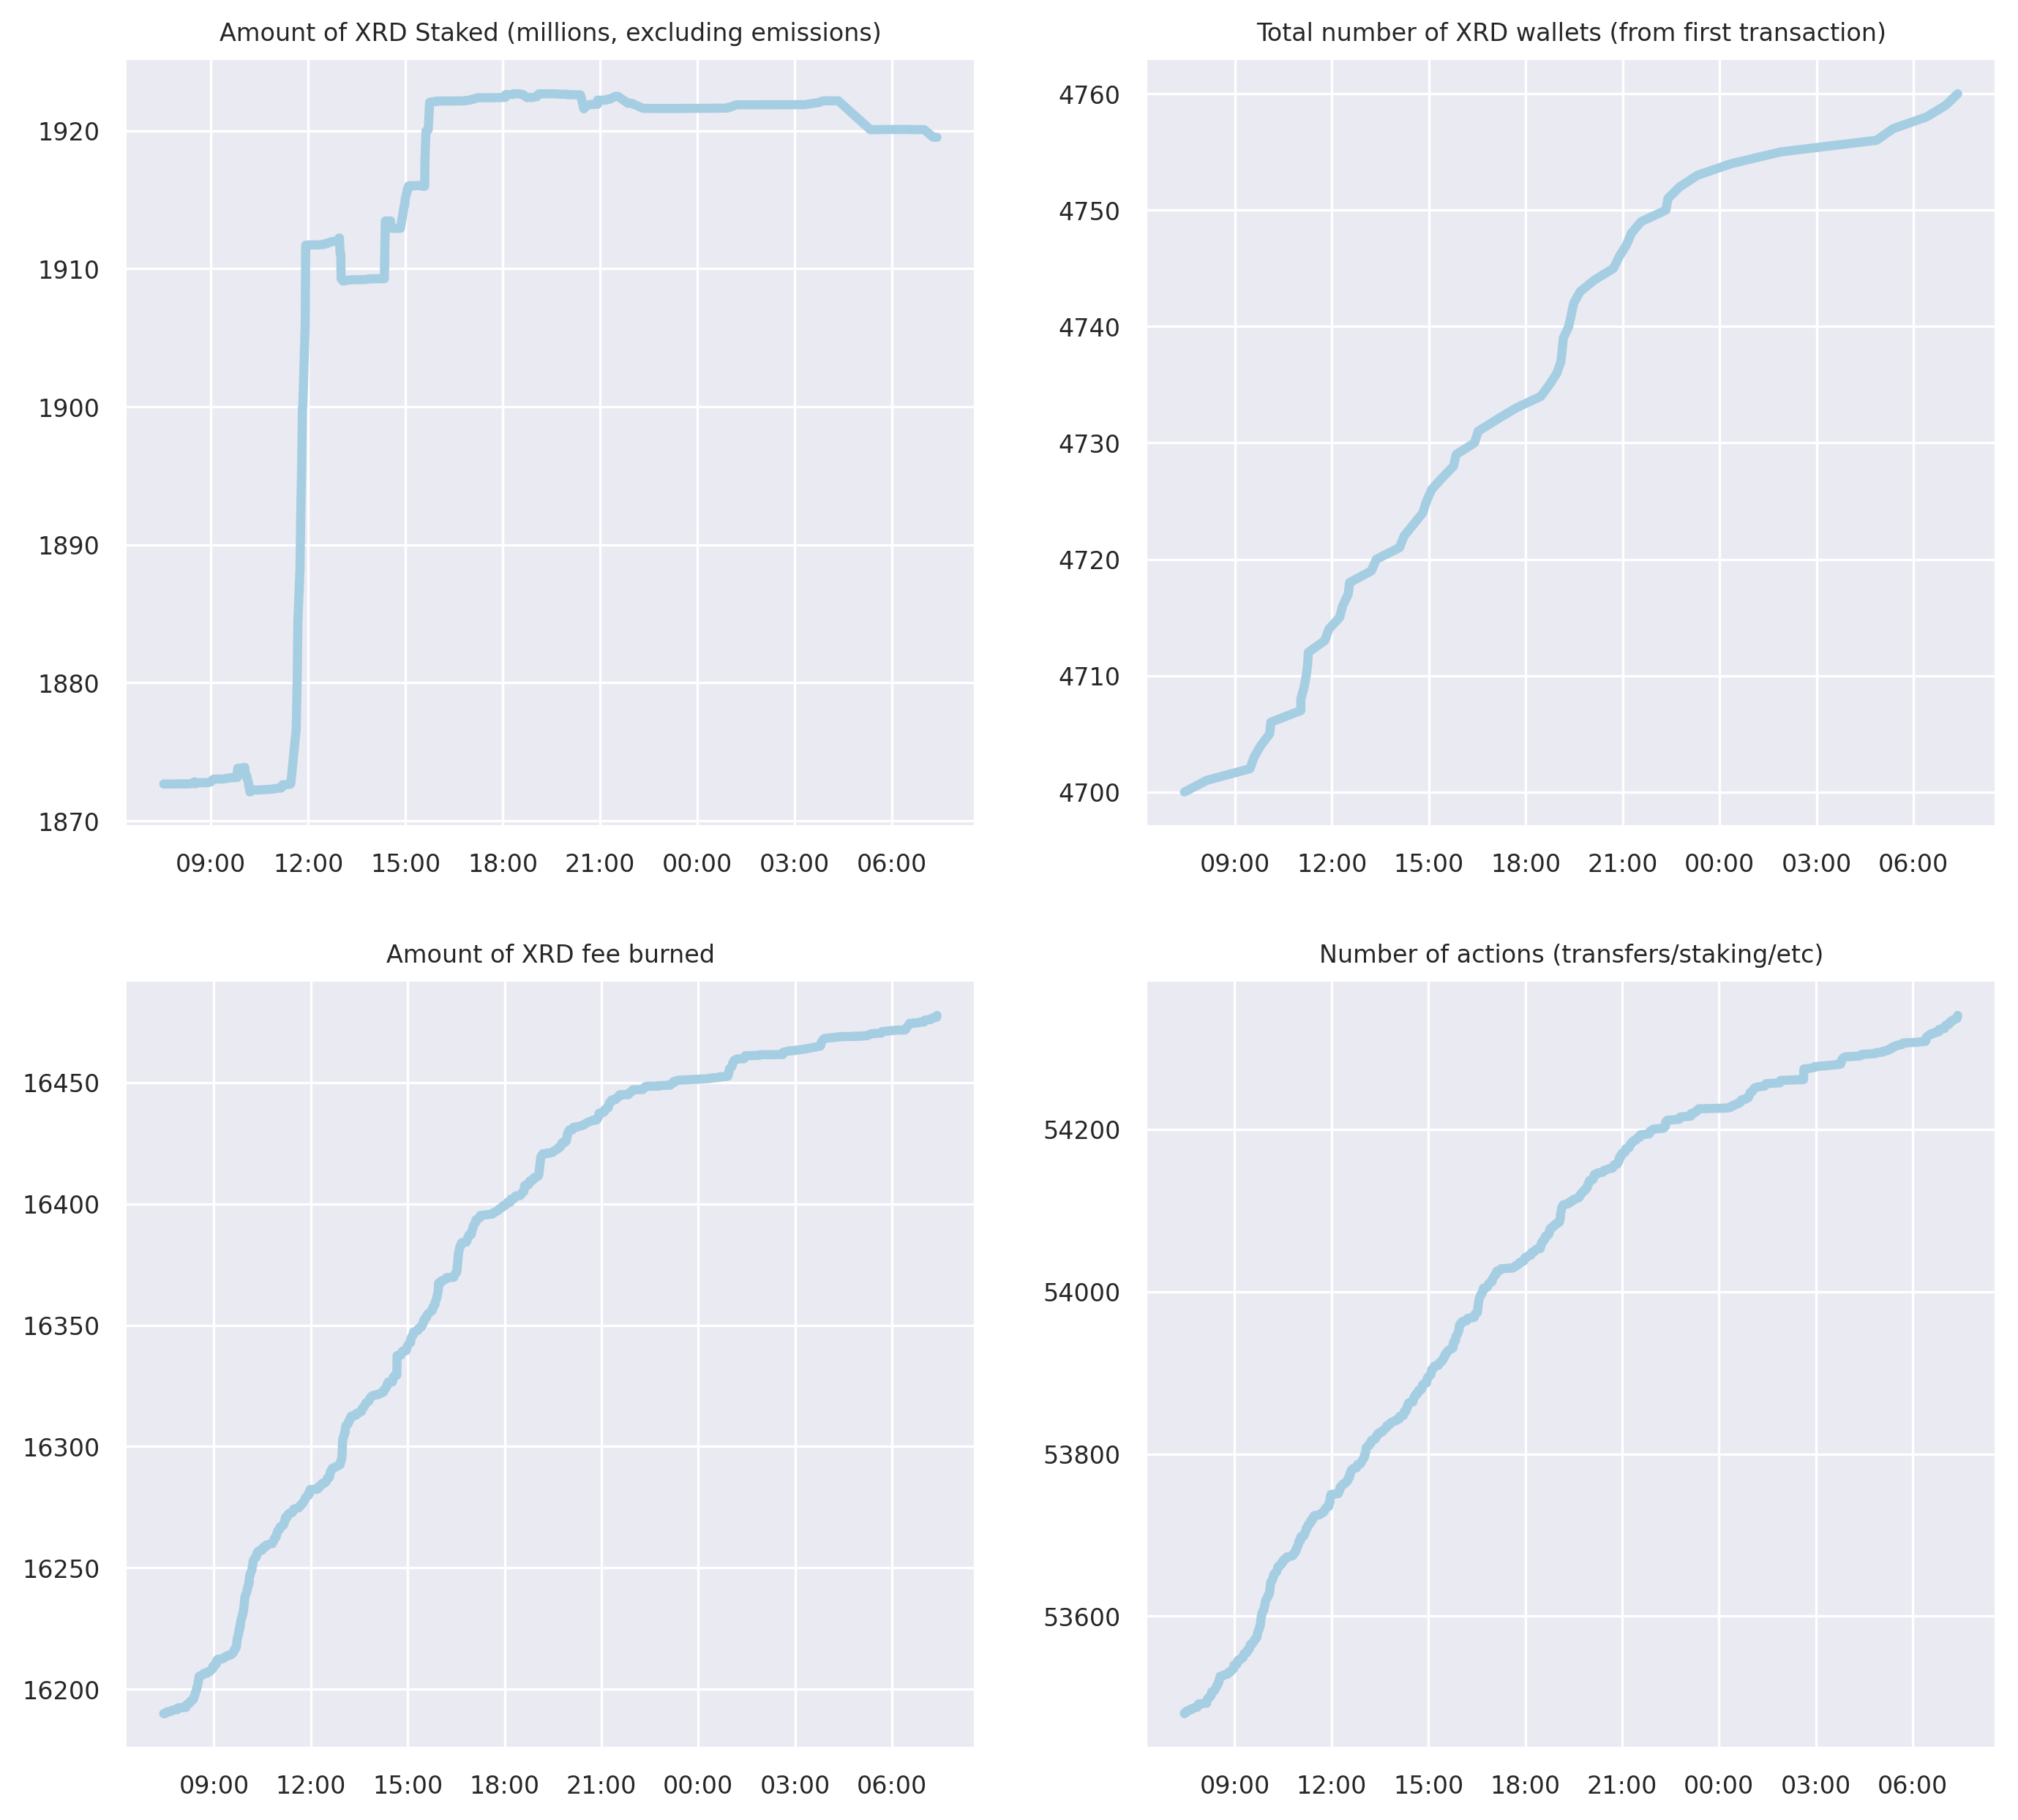 Amount of XRD Staked (millions, excluding emissions)
1920
1910
1900
1890
1880
1870
09:00 12:00 15:00 18:00 21:00 00:00 03:00 06:00
Total number of XRD wallets (from first transaction)
4760
4750
4740
4730
4720
4710
4700
09:00 12:00 15:00 18:00 21:00 00:00 03:00 06:00
Amount of XRD fee burned
16450
16400
16350
16300
16250
16200
09:00 12:00 15:00 18:00 21:00 00:00 03:00 06:00
Number of actions (transfers/staking/etc)
54200
54000
53800
53600
09:00 12:00 15:00 18:00 21:00 00:00 03:00 06:00